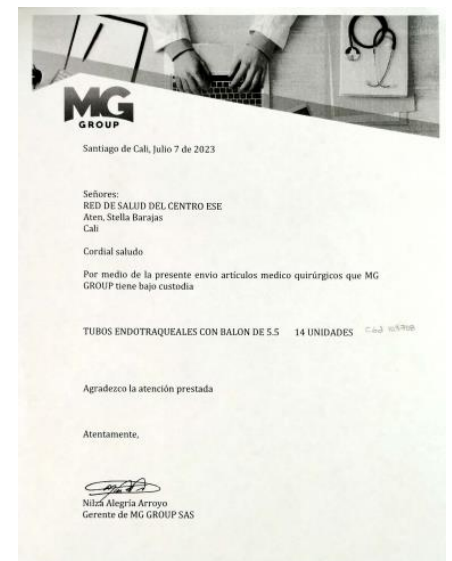 MG
GROUP
Santiago de Cali, Julio 7 de 2023
Señores:
RED DE SALUD DEL CENTRO ESE
Aten, Stella Barajas
Cali
Cordial saludo
Por medio de la presente envio artículos medico quirúrgicos que MG
GROUP tiene bajo custodia
TUBOS ENDOTRAQUEALES CON BALON DE 5.5 14 UNIDADES
Agradezco la atención prestada
Atentamente,
Nilza Alegría Arroyo
Gerente de MG GROUP SAS